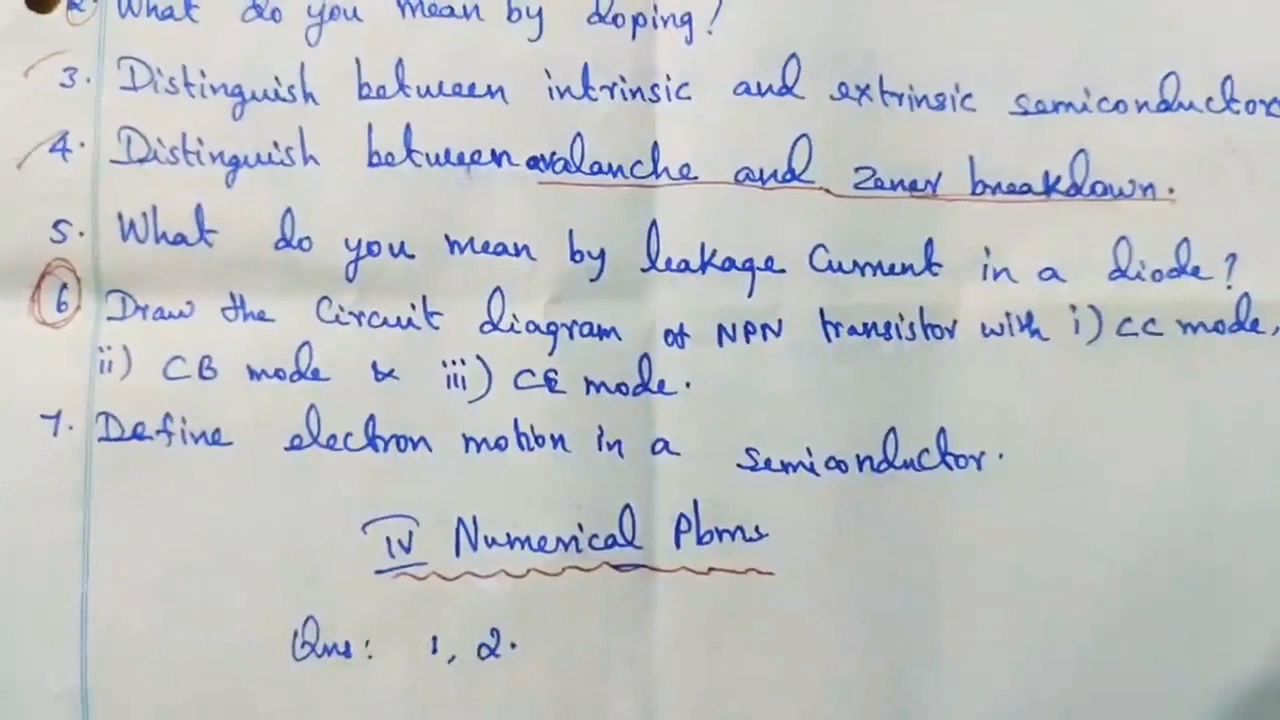 2. What do you mean by doping?
3. Distinguish between intrinsic and extrinsic semiconductor
4. Distinguish between avalanche and zener breakdown.
5. What do you mean by leakage current in a diode?
6 Draw the circuit diagram of NPN transistor with i) CC mode,
ii) CB mode & iii) CE mode.
7. Define electron motion in a semiconductor.
IV Numerical Pbms
Qns: 1, 2.